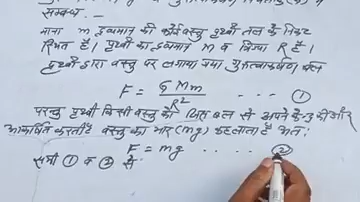 सम्बन्ध :-
माना m द्रव्यमान की कोई वस्तु पृथ्वी तल के निकट
स्थित है। पृथ्वी का द्रव्यमान M व त्रिज्या R है।
पृथ्वी द्वारा वस्तु पर लगाया गया गुरुत्वाकर्षण बल
F = G Mm / R² - - - ①
परन्तु पृथ्वी किसी वस्तु को जिस बल से अपने केन्द्र की ओर
आकर्षित करती है वस्तु का भार (mg) कहलाता है अतः
F = mg - - - - - ②
समी ① व ② से